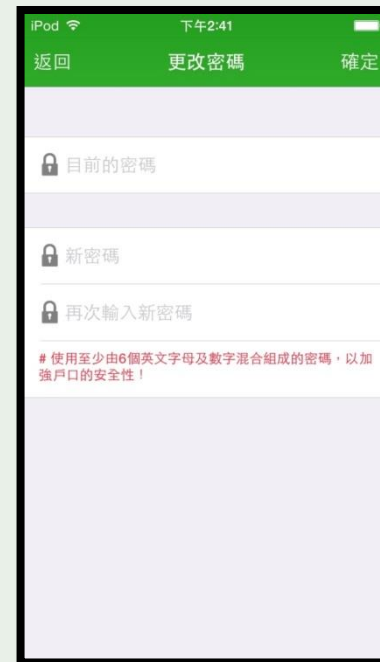 iPod 下午2:41
返回 更改密碼 確定
目前的密碼
新密碼
再次輸入新密碼
# 使用至少由6個英文字母及數字混合組成的密碼，以加
強戶口的安全性！